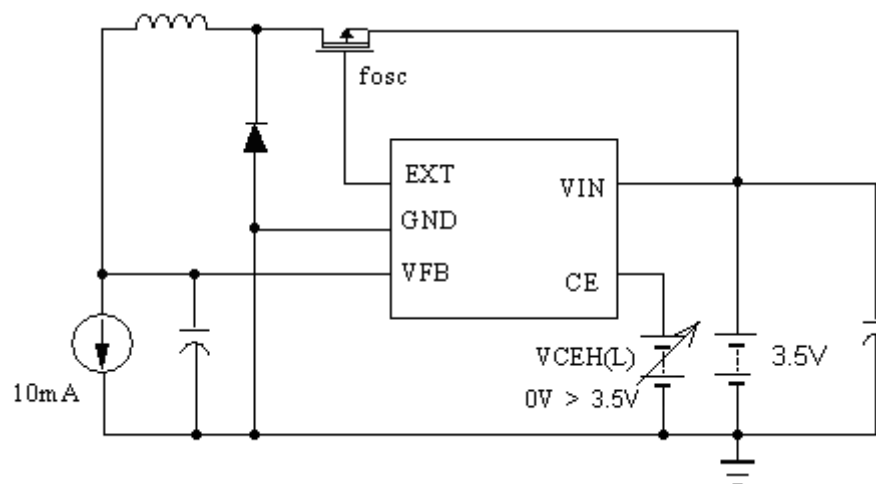 fosc
EXT
VIN
GND
VFB
CE
VCEH(L)
3.5V
10mA
0V > 3.5V